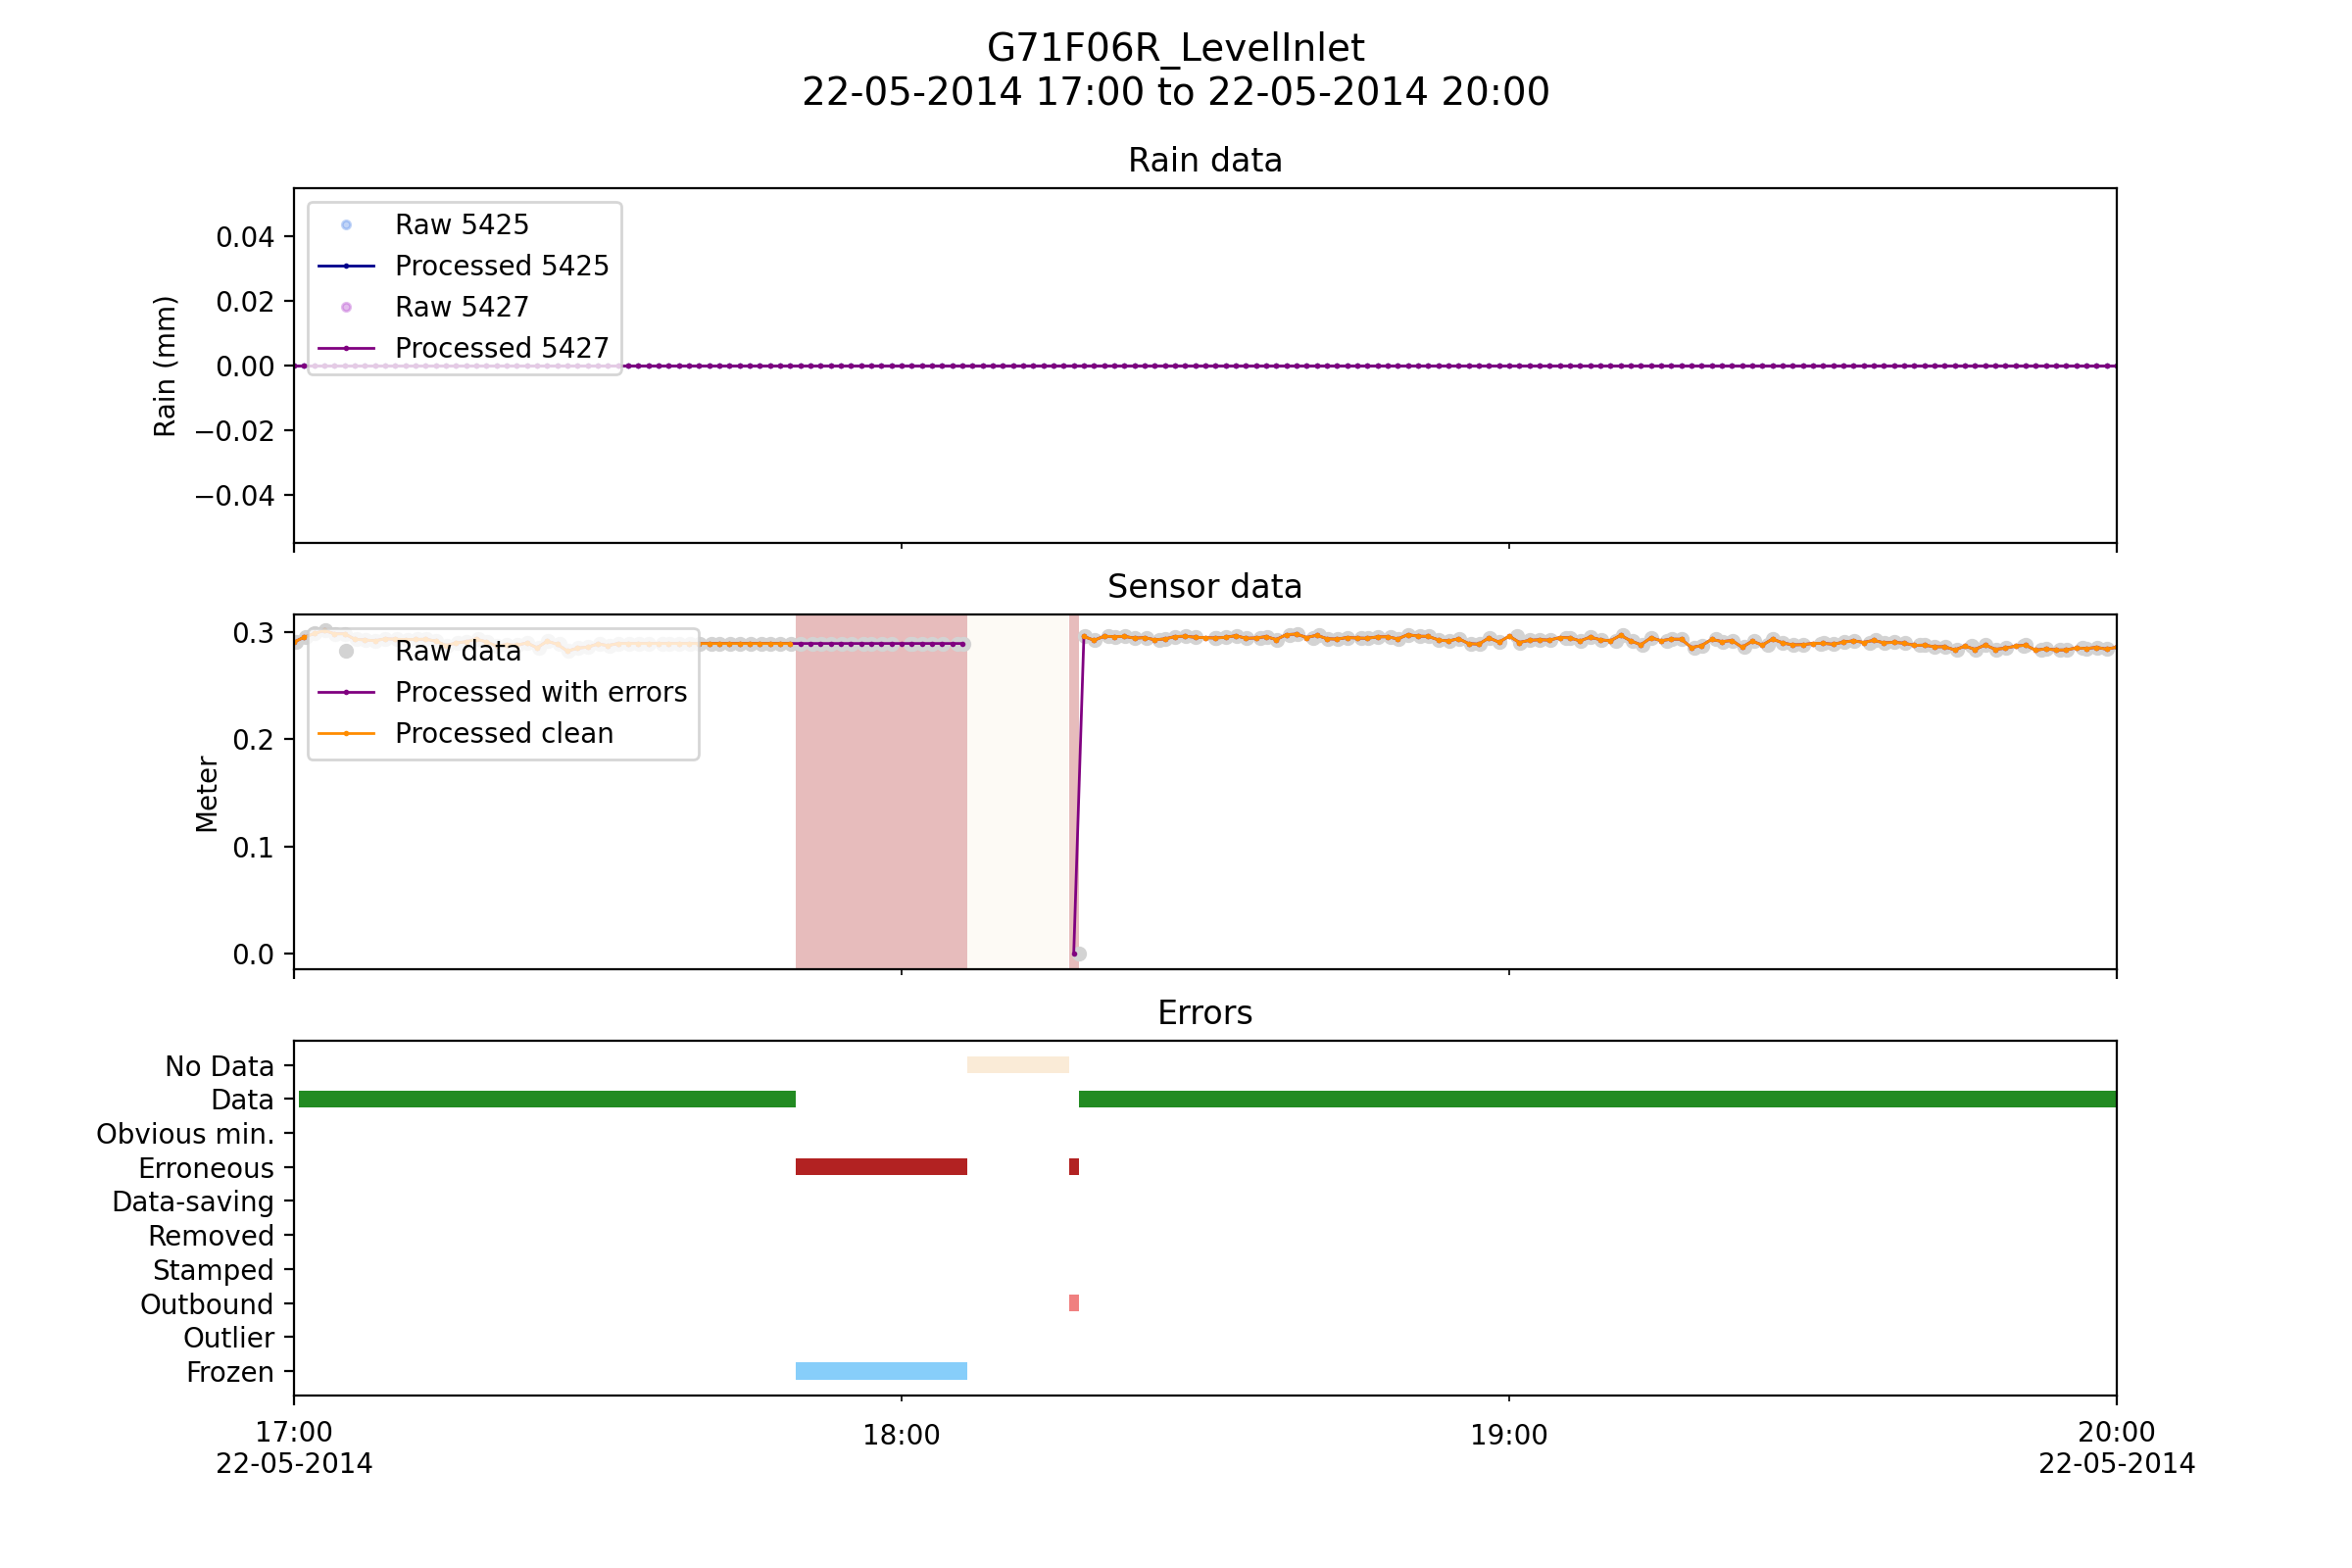 G71F06R_LevelInlet
22-05-2014 17:00 to 22-05-2014 20:00
Rain data
Rain (mm)
0.04
0.02
0.00
−0.02
−0.04
Raw 5425
Processed 5425
Raw 5427
Processed 5427
Sensor data
Meter
0.3
0.2
0.1
0.0
Raw data
Processed with errors
Processed clean
Errors
No Data
Data
Obvious min.
Erroneous
Data-saving
Removed
Stamped
Outbound
Outlier
Frozen
17:00 18:00 19:00 20:00
22-05-2014 22-05-2014